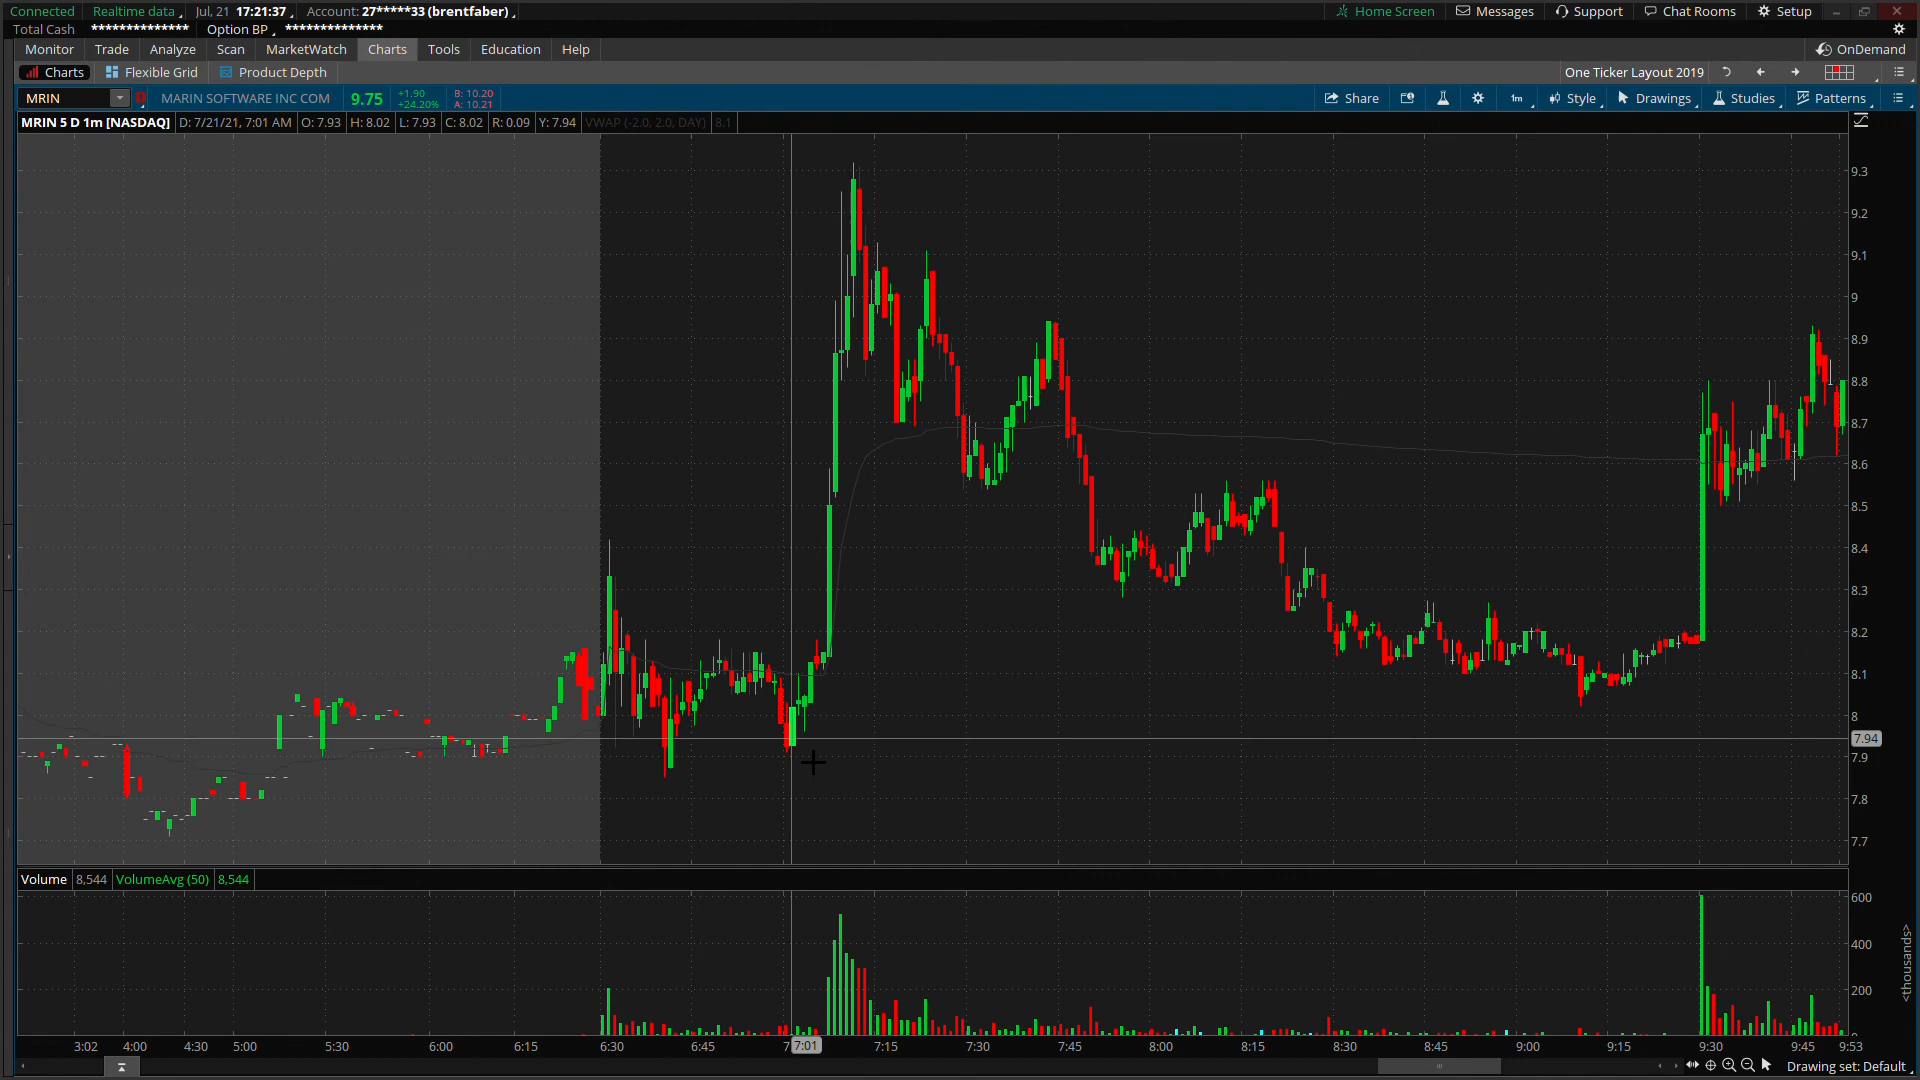 Connected Realtime data Jul, 21 17:21:37 Account: 27*****33 (brentfaber) Home Screen Messages Support Chat Rooms Setup
Total Cash ************** Option BP **************
Monitor Trade Analyze Scan MarketWatch Charts Tools Education Help OnDemand
Charts Flexible Grid Product Depth One Ticker Layout 2019
MRIN MARIN SOFTWARE INC COM 9.75 +1.90 B: 10.20 Share 1m Style Drawings Studies Patterns
+24.20% A: 10.21
MRIN 5 D 1m [NASDAQ] D: 7/21/21, 7:01 AM O: 7.93 H: 8.02 L: 7.93 C: 8.02 R: 0.09 Y: 7.94 VWAP (-2.0, 2.0, DAY) 8.1
9.3
9.2
9.1
9
8.9
8.8
8.7
8.6
8.5
8.4
8.3
8.2
8.1
8
7.94
7.9
7.8
7.7
Volume 8,544 VolumeAvg (50) 8,544
600
400
<thousands>
200
3:02 4:00 4:30 5:00 5:30 6:00 6:15 6:30 6:45 7:01 7:15 7:30 7:45 8:00 8:15 8:30 8:45 9:00 9:15 9:30 9:45 9:53
Drawing set: Default